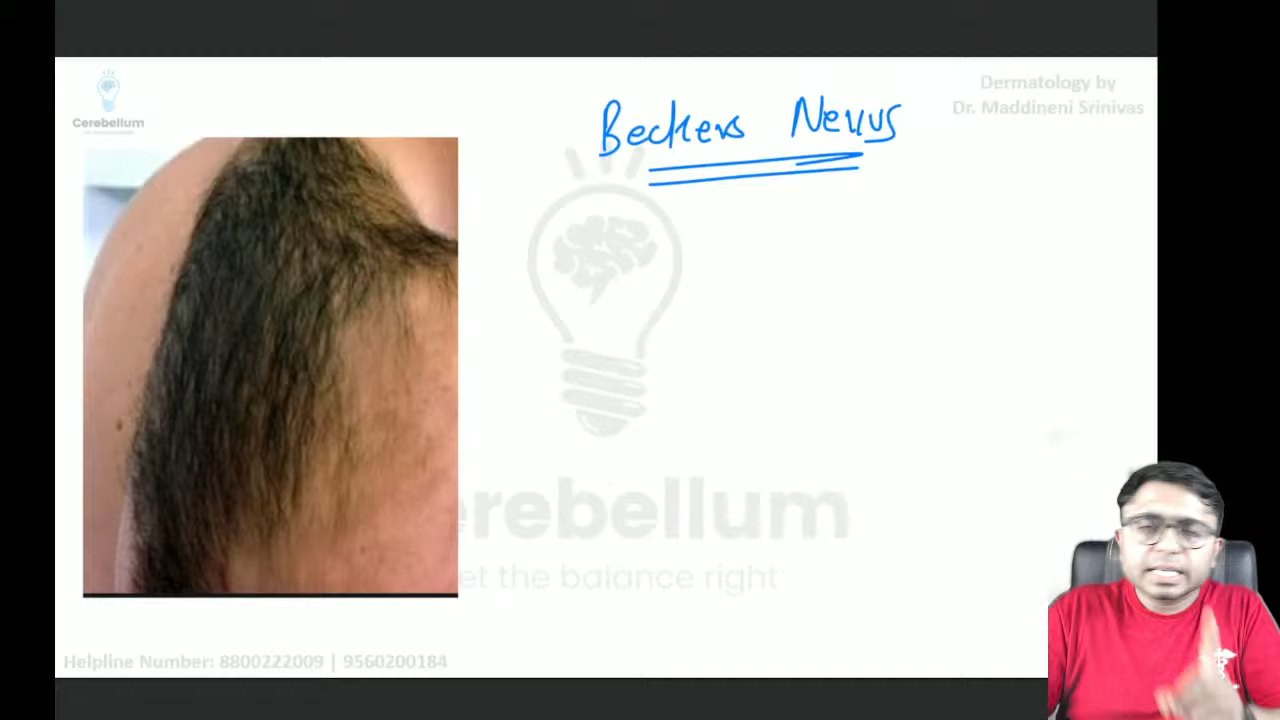 Beckers Nevus
Dermatology by
Dr. Maddineni Srinivas
Cerebellum
Cerebellum
et the balance right
Helpline Number: 8800222009 | 9560200184